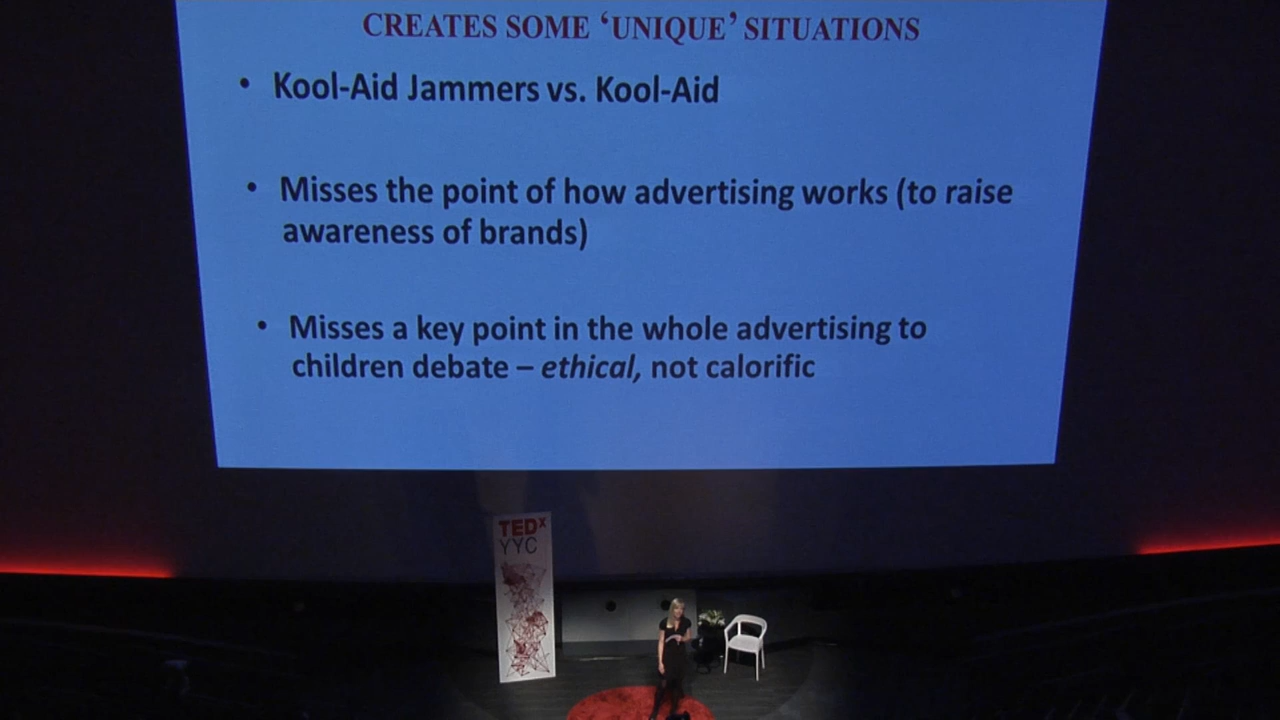 CREATES SOME ‘UNIQUE’ SITUATIONS
• Kool-Aid Jammers vs. Kool-Aid
• Misses the point of how advertising works (to raise
awareness of brands)
• Misses a key point in the whole advertising to
children debate – ethical, not calorific
TEDx
YYC